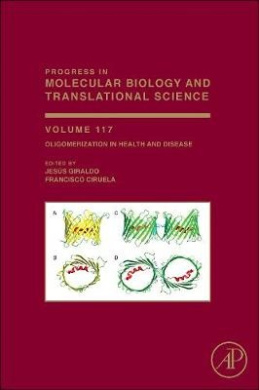 PROGRESS IN
MOLECULAR BIOLOGY AND
TRANSLATIONAL SCIENCE
VOLUME 117
OLIGOMERIZATION IN HEALTH AND DISEASE
EDITED BY
JESÚS GIRALDO
FRANCISCO CIRUELA
A
C
B
D
AP